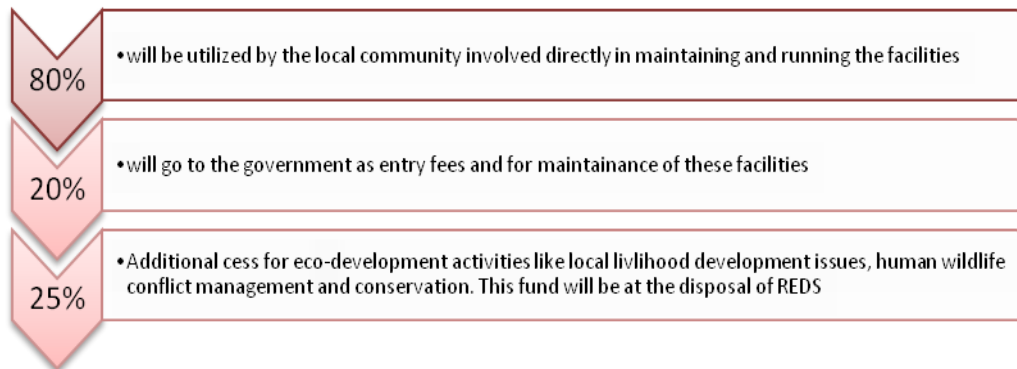 80%
•will be utilized by the local community involved directly in maintaining and running the facilities
20%
•will go to the government as entry fees and for maintainance of these facilities
25%
•Additional cess for eco-development activities like local livlihood development issues, human wildlife
conflict management and conservation. This fund will be at the disposal of REDS